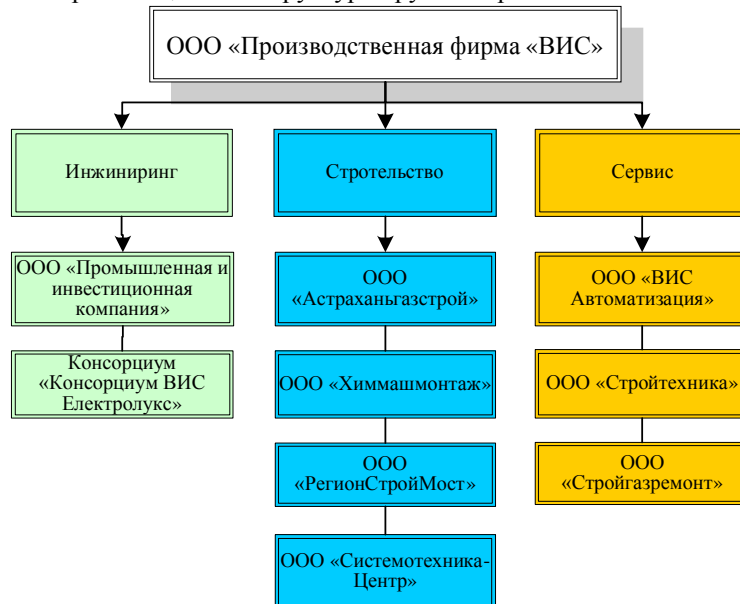 ООО «Производственная фирма «ВИС»
Инжиниринг
Стротельство
Сервис
ООО «Промышленная и
инвестиционная
компания»
ООО
«Астраханьгазстрой»
ООО «ВИС
Автоматизация»
Консорциум
«Консорциум ВИС
Електролукс»
ООО «Химмашмонтаж»
ООО «Стройтехника»
ООО
«РегионСтройМост»
ООО
«Стройгазремонт»
ООО «Системотехника-
Центр»